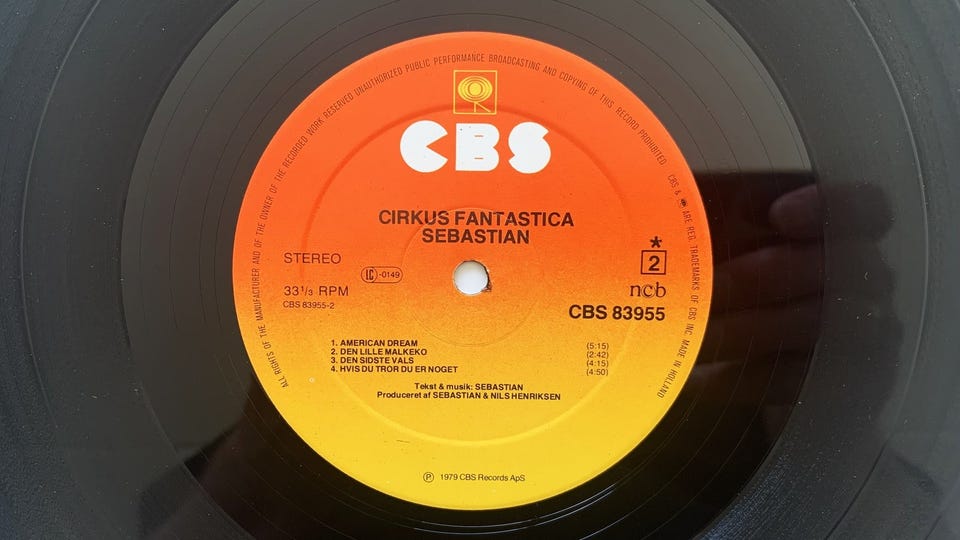 ALL RIGHTS OF THE MANUFACTURER AND OF THE OWNER OF THE RECORDED WORK RESERVED UNAUTHORIZED PUBLIC PERFORMANCE BROADCASTING AND COPYING OF THIS RECORD PROHIBITED CBS & ARE REG. TRADEMARKS OF CBS INC. MADE IN HOLLAND
CBS
CIRKUS FANTASTICA
SEBASTIAN
STEREO
IC -0149
33 1/3 RPM
CBS 83955-2
*
2
ncb
CBS 83955
1. AMERICAN DREAM (5:15)
2. DEN LILLE MALKEKO (2:42)
3. DEN SIDSTE VALS (4:15)
4. HVIS DU TROR DU ER NOGET (4:50)
Tekst & musik: SEBASTIAN
Produceret af SEBASTIAN & NILS HENRIKSEN
℗ 1979 CBS Records ApS